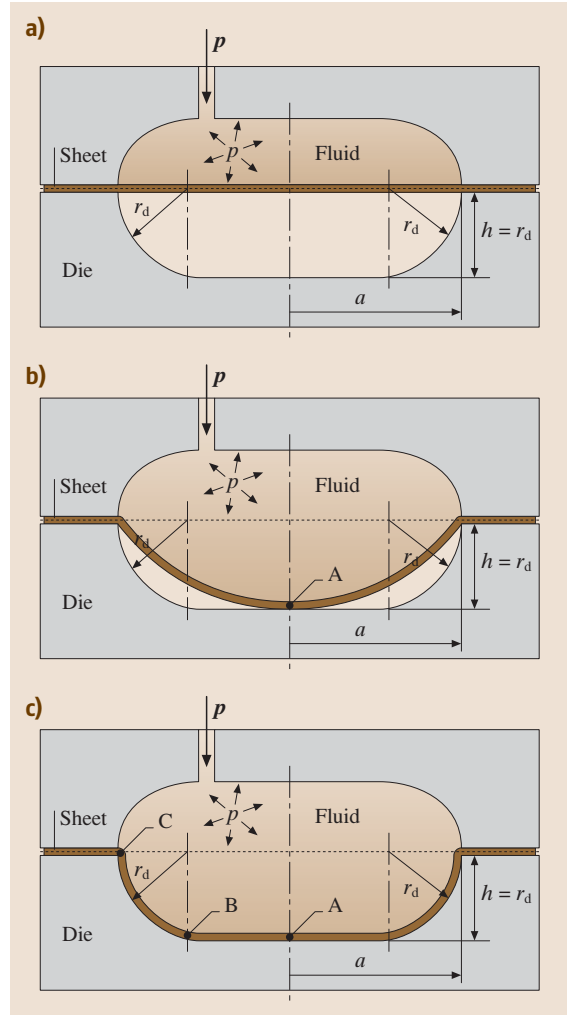 a)
p
Sheet
p
Fluid
r_d
r_d
h = r_d
Die
a
b)
p
Sheet
p
Fluid
r_d
A
r_d
h = r_d
Die
a
c)
p
Sheet
C
p
Fluid
r_d
r_d
h = r_d
B
A
Die
a